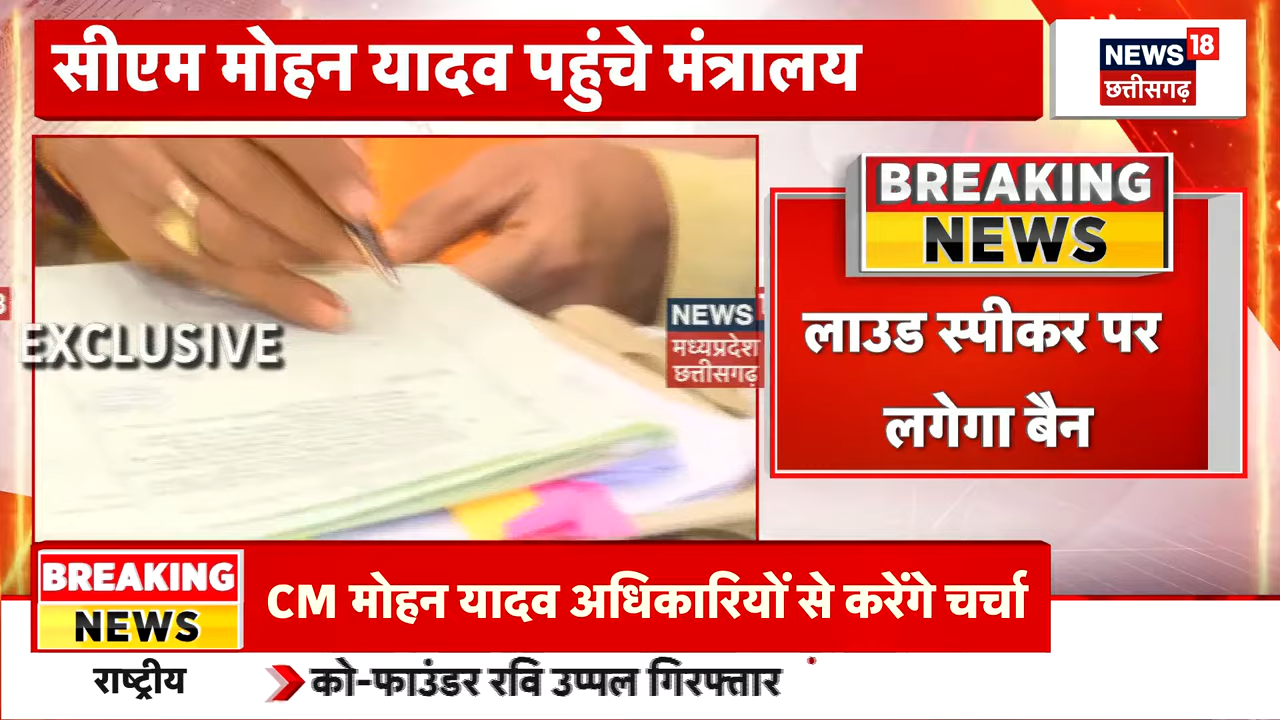 सीएम मोहन यादव पहुंचे मंत्रालय
NEWS 18
छत्तीसगढ़
BREAKING
NEWS
लाउड स्पीकर पर
लगेगा बैन
EXCLUSIVE
NEWS
मध्यप्रदेश
छत्तीसगढ़
BREAKING
NEWS
CM मोहन यादव अधिकारियों से करेंगे चर्चा
राष्ट्रीय
को-फाउंडर रवि उप्पल गिरफ्तार